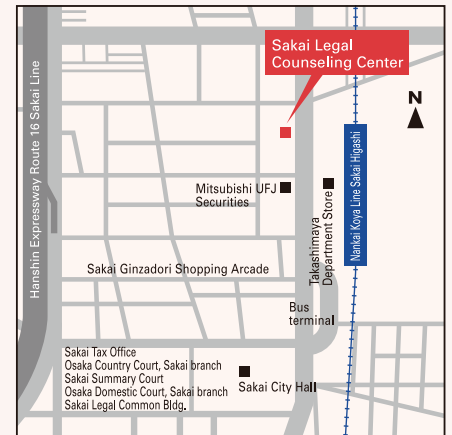 Sakai Legal
Counseling Center
Hanshin Expressway Route 16 Sakai Line
N
Nankai Koya Line Sakai Higashi
Mitsubishi UFJ
Securities
Takashimaya
Department Store
Sakai Ginzadori Shopping Arcade
Bus
terminal
Sakai Tax Office
Osaka Country Court, Sakai branch
Sakai Summary Court
Osaka Domestic Court, Sakai branch
Sakai Legal Common Bldg.
Sakai City Hall